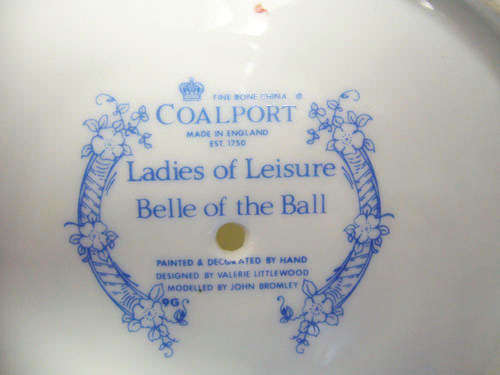 FINE BONE CHINA ®
COALPORT
MADE IN ENGLAND
EST. 1750
Ladies of Leisure
Belle of the Ball
PAINTED & DECORATED BY HAND
DESIGNED BY VALERIE LITTLEWOOD
MODELLED BY JOHN BROMLEY
9G